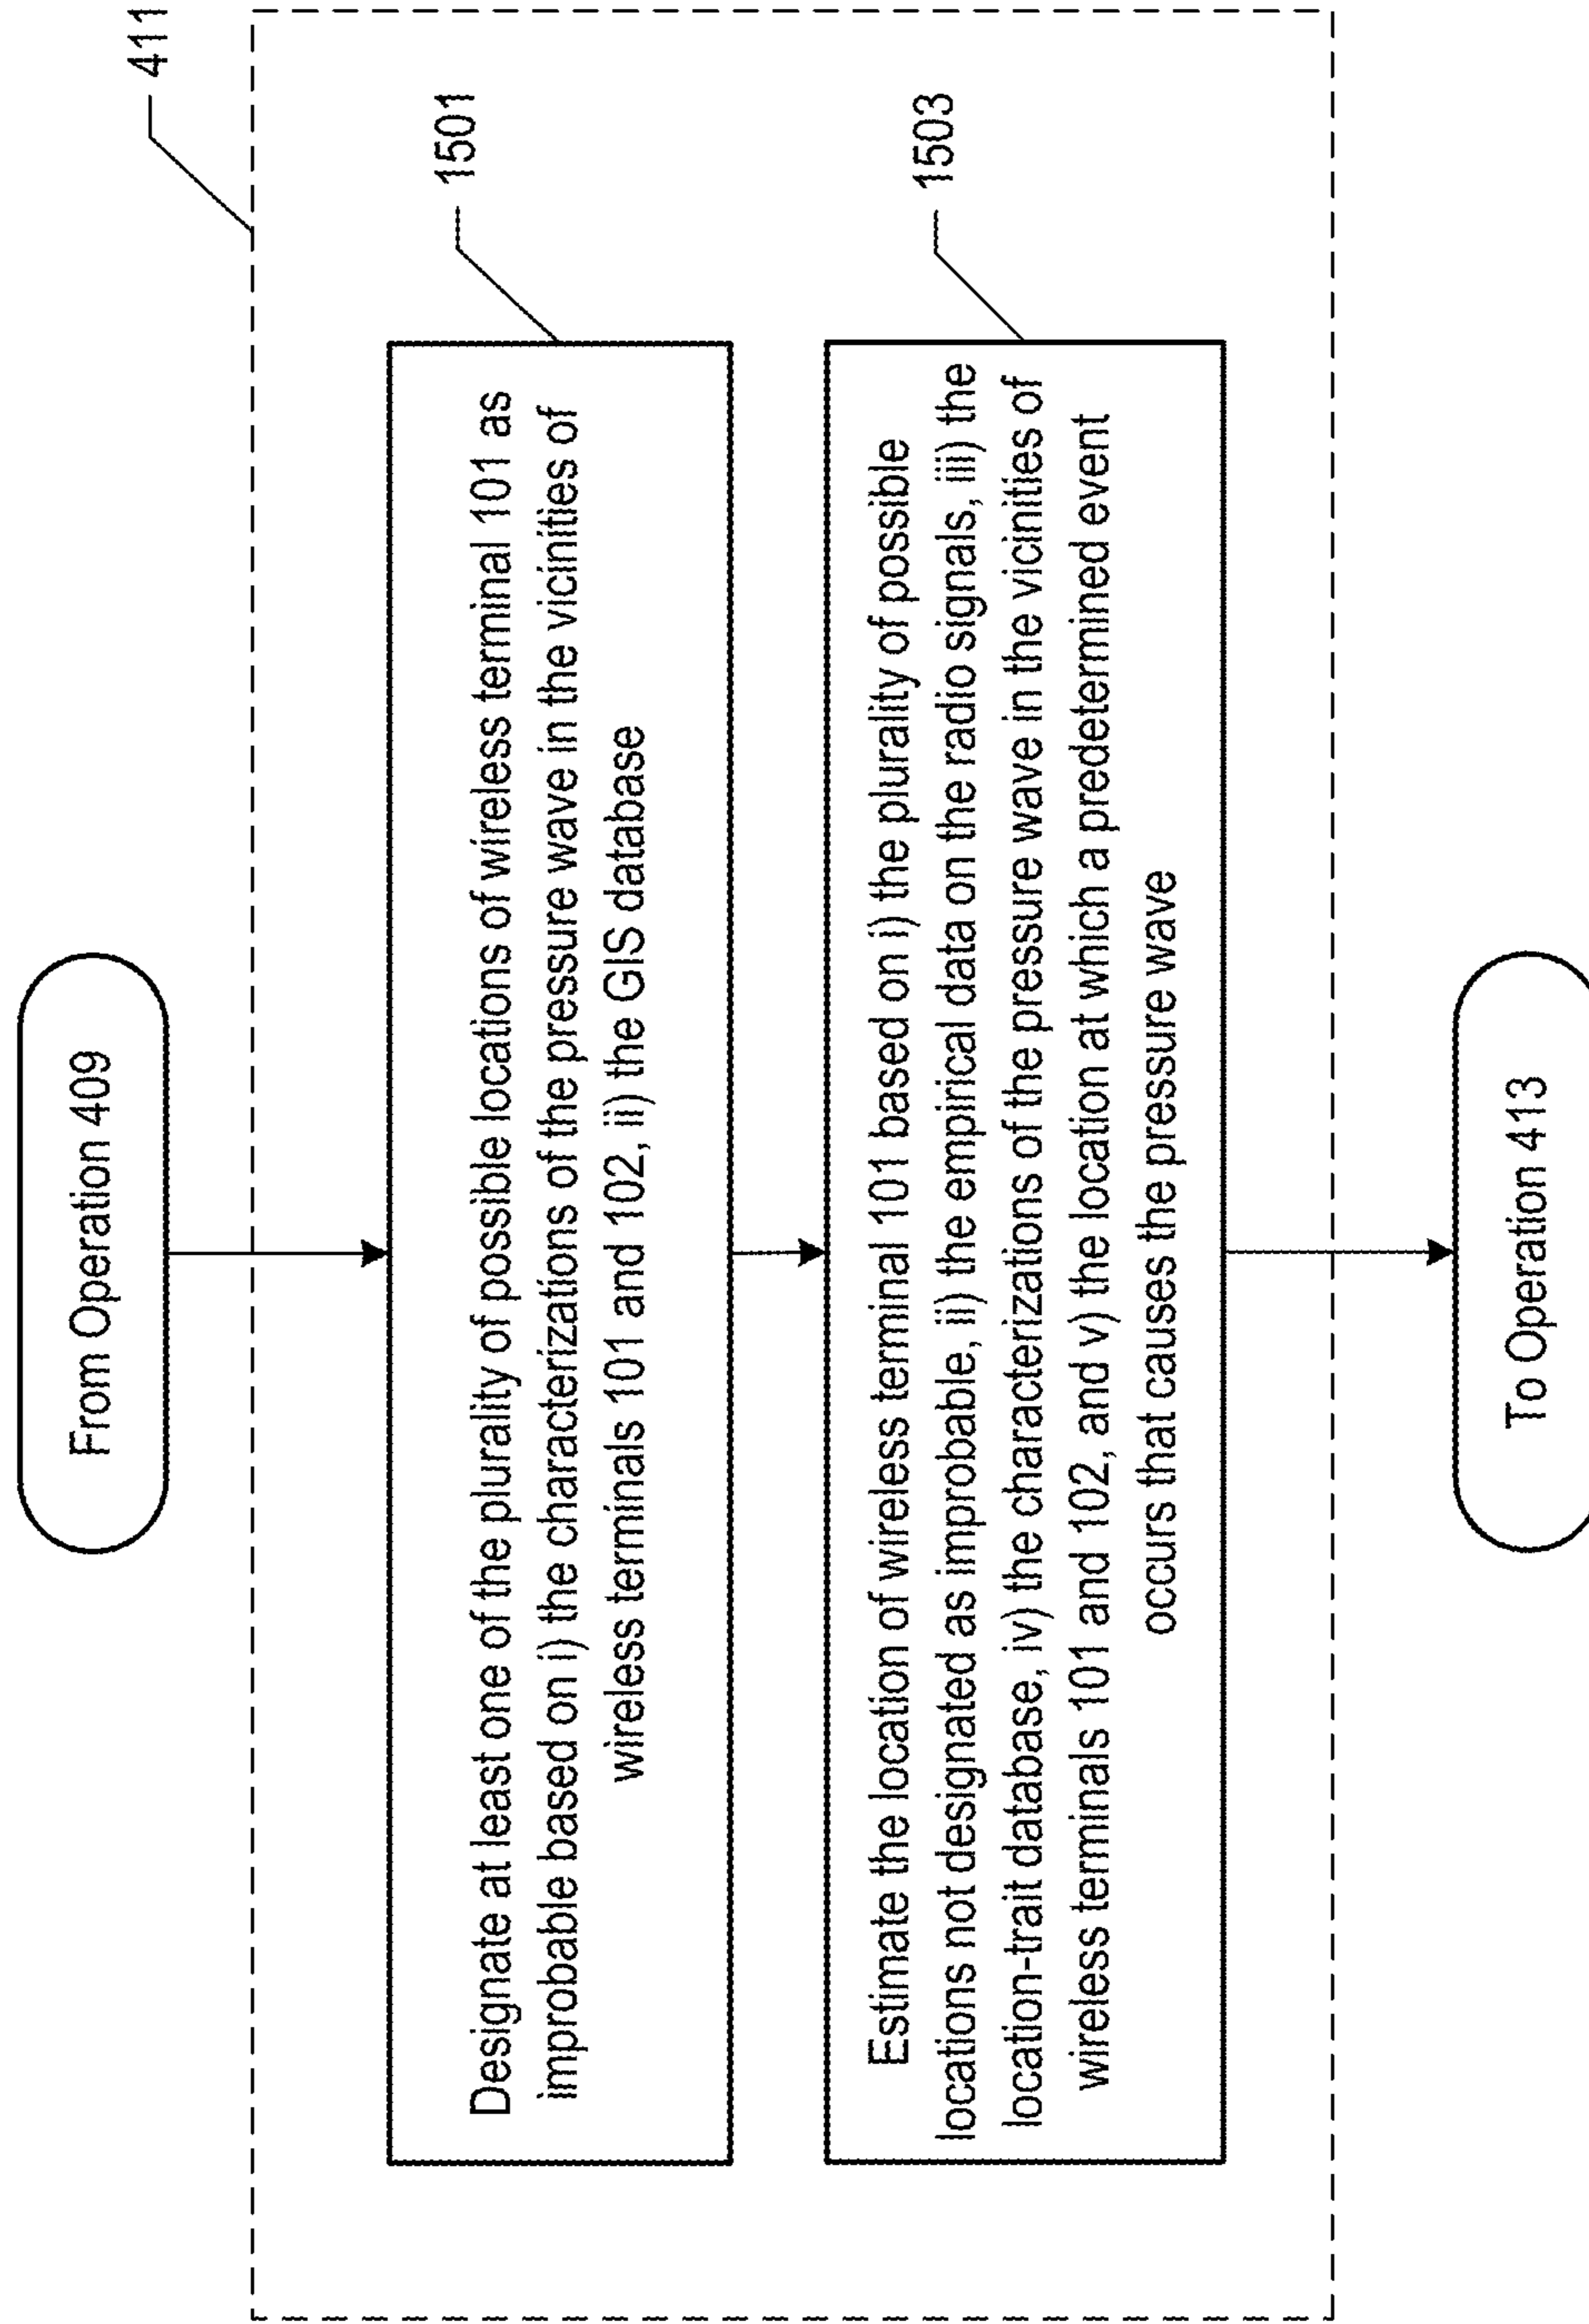 From Operation 409
411
1501
Designate at least one of the plurality of possible locations of wireless terminal 101 as
improbable based on i) the characterizations of the pressure wave in the vicinities of
wireless terminals 101 and 102, ii) the GIS database
1503
Estimate the location of wireless terminal 101 based on i) the plurality of possible
locations not designated as improbable, ii) the empirical data on the radio signals, iii) the
location-trait database, iv) the characterizations of the pressure wave in the vicinities of
wireless terminals 101 and 102, and v) the location at which a predetermined event
occurs that causes the pressure wave
To Operation 413